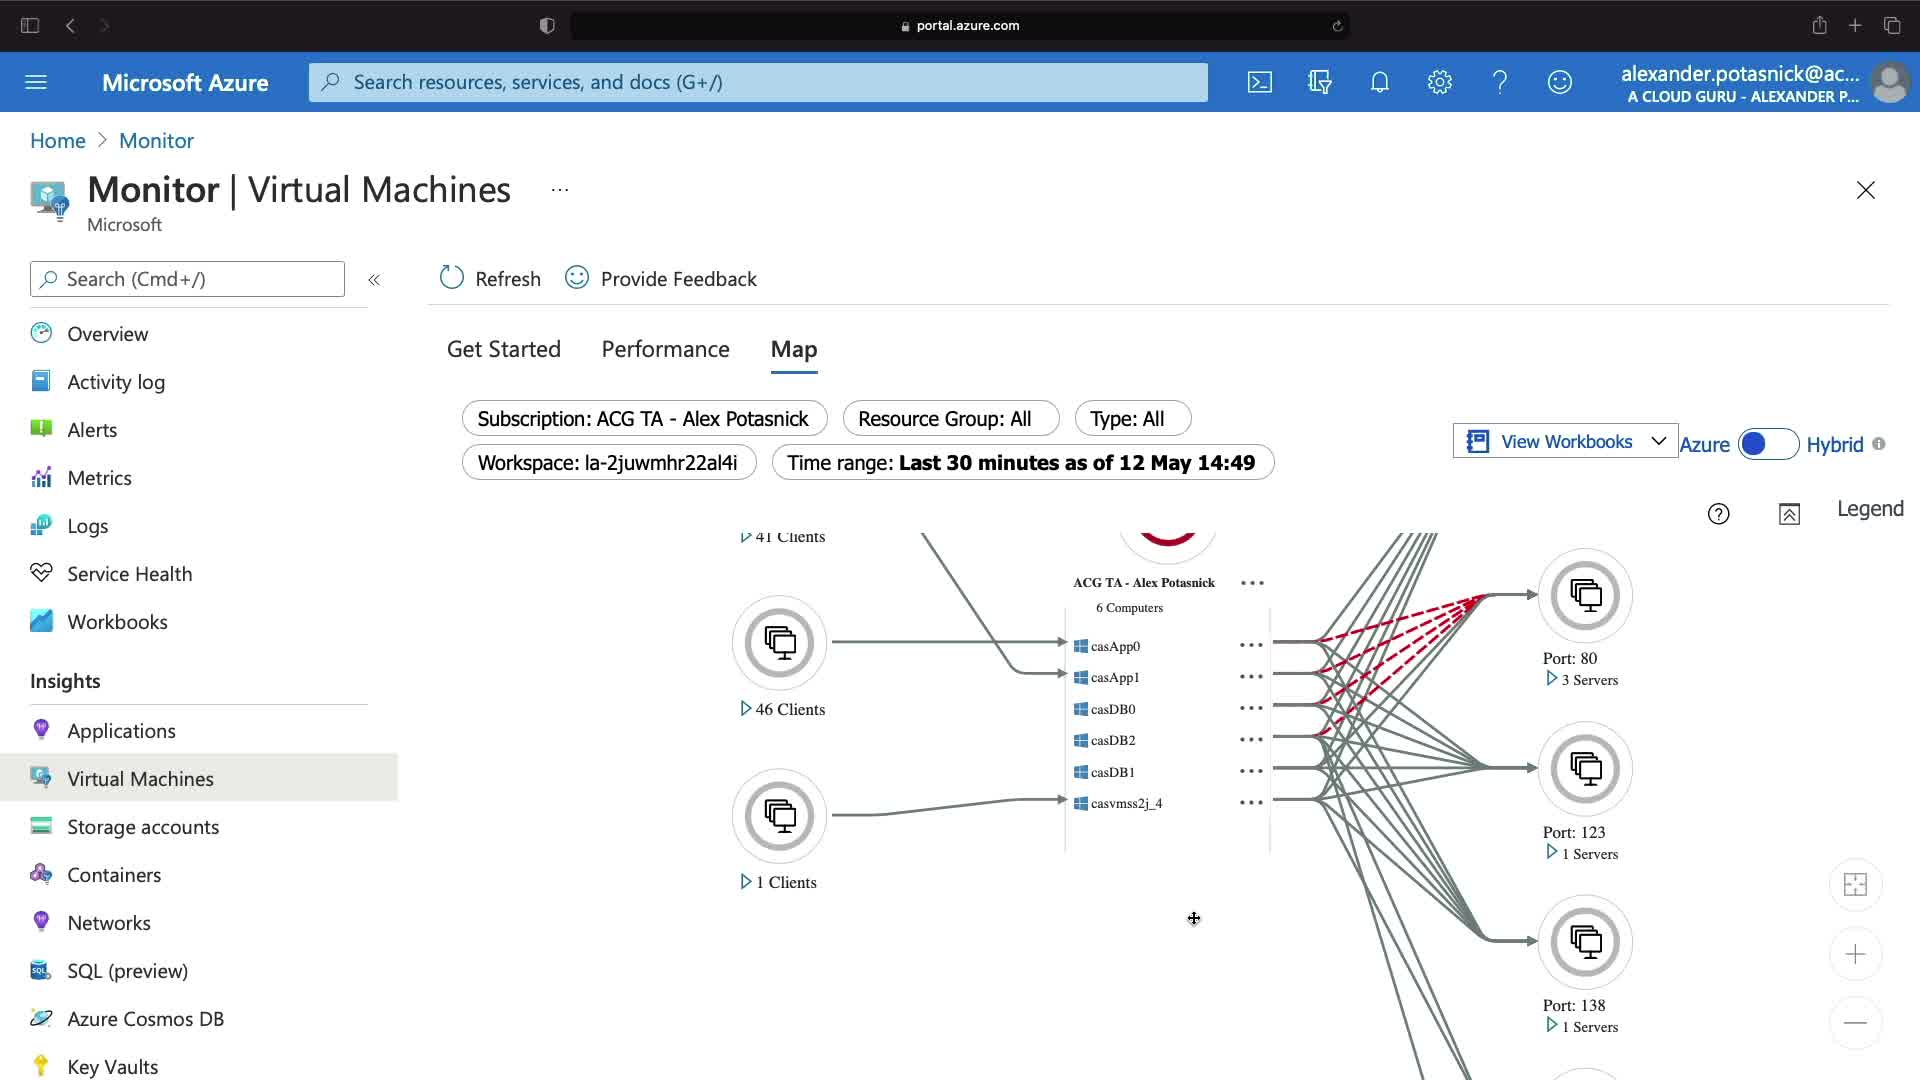 portal.azure.com
Microsoft Azure
Search resources, services, and docs (G+/)
alexander.potasnick@ac...
A CLOUD GURU - ALEXANDER P...
Home > Monitor
Monitor | Virtual Machines ...
Microsoft
Search (Cmd+/)
«
Refresh
Provide Feedback
Overview
Activity log
Alerts
Metrics
Logs
Service Health
Workbooks
Insights
Applications
Virtual Machines
Storage accounts
Containers
Networks
SQL (preview)
Azure Cosmos DB
Key Vaults
Get Started
Performance
Map
Subscription: ACG TA - Alex Potasnick
Resource Group: All
Type: All
Workspace: la-2juwmhr22al4i
Time range: Last 30 minutes as of 12 May 14:49
View Workbooks
Azure
Hybrid
Legend
41 Clients
46 Clients
1 Clients
ACG TA - Alex Potasnick
6 Computers
casApp0
casApp1
casDB0
casDB2
casDB1
casvmss2j_4
Port: 80
3 Servers
Port: 123
1 Servers
Port: 138
1 Servers